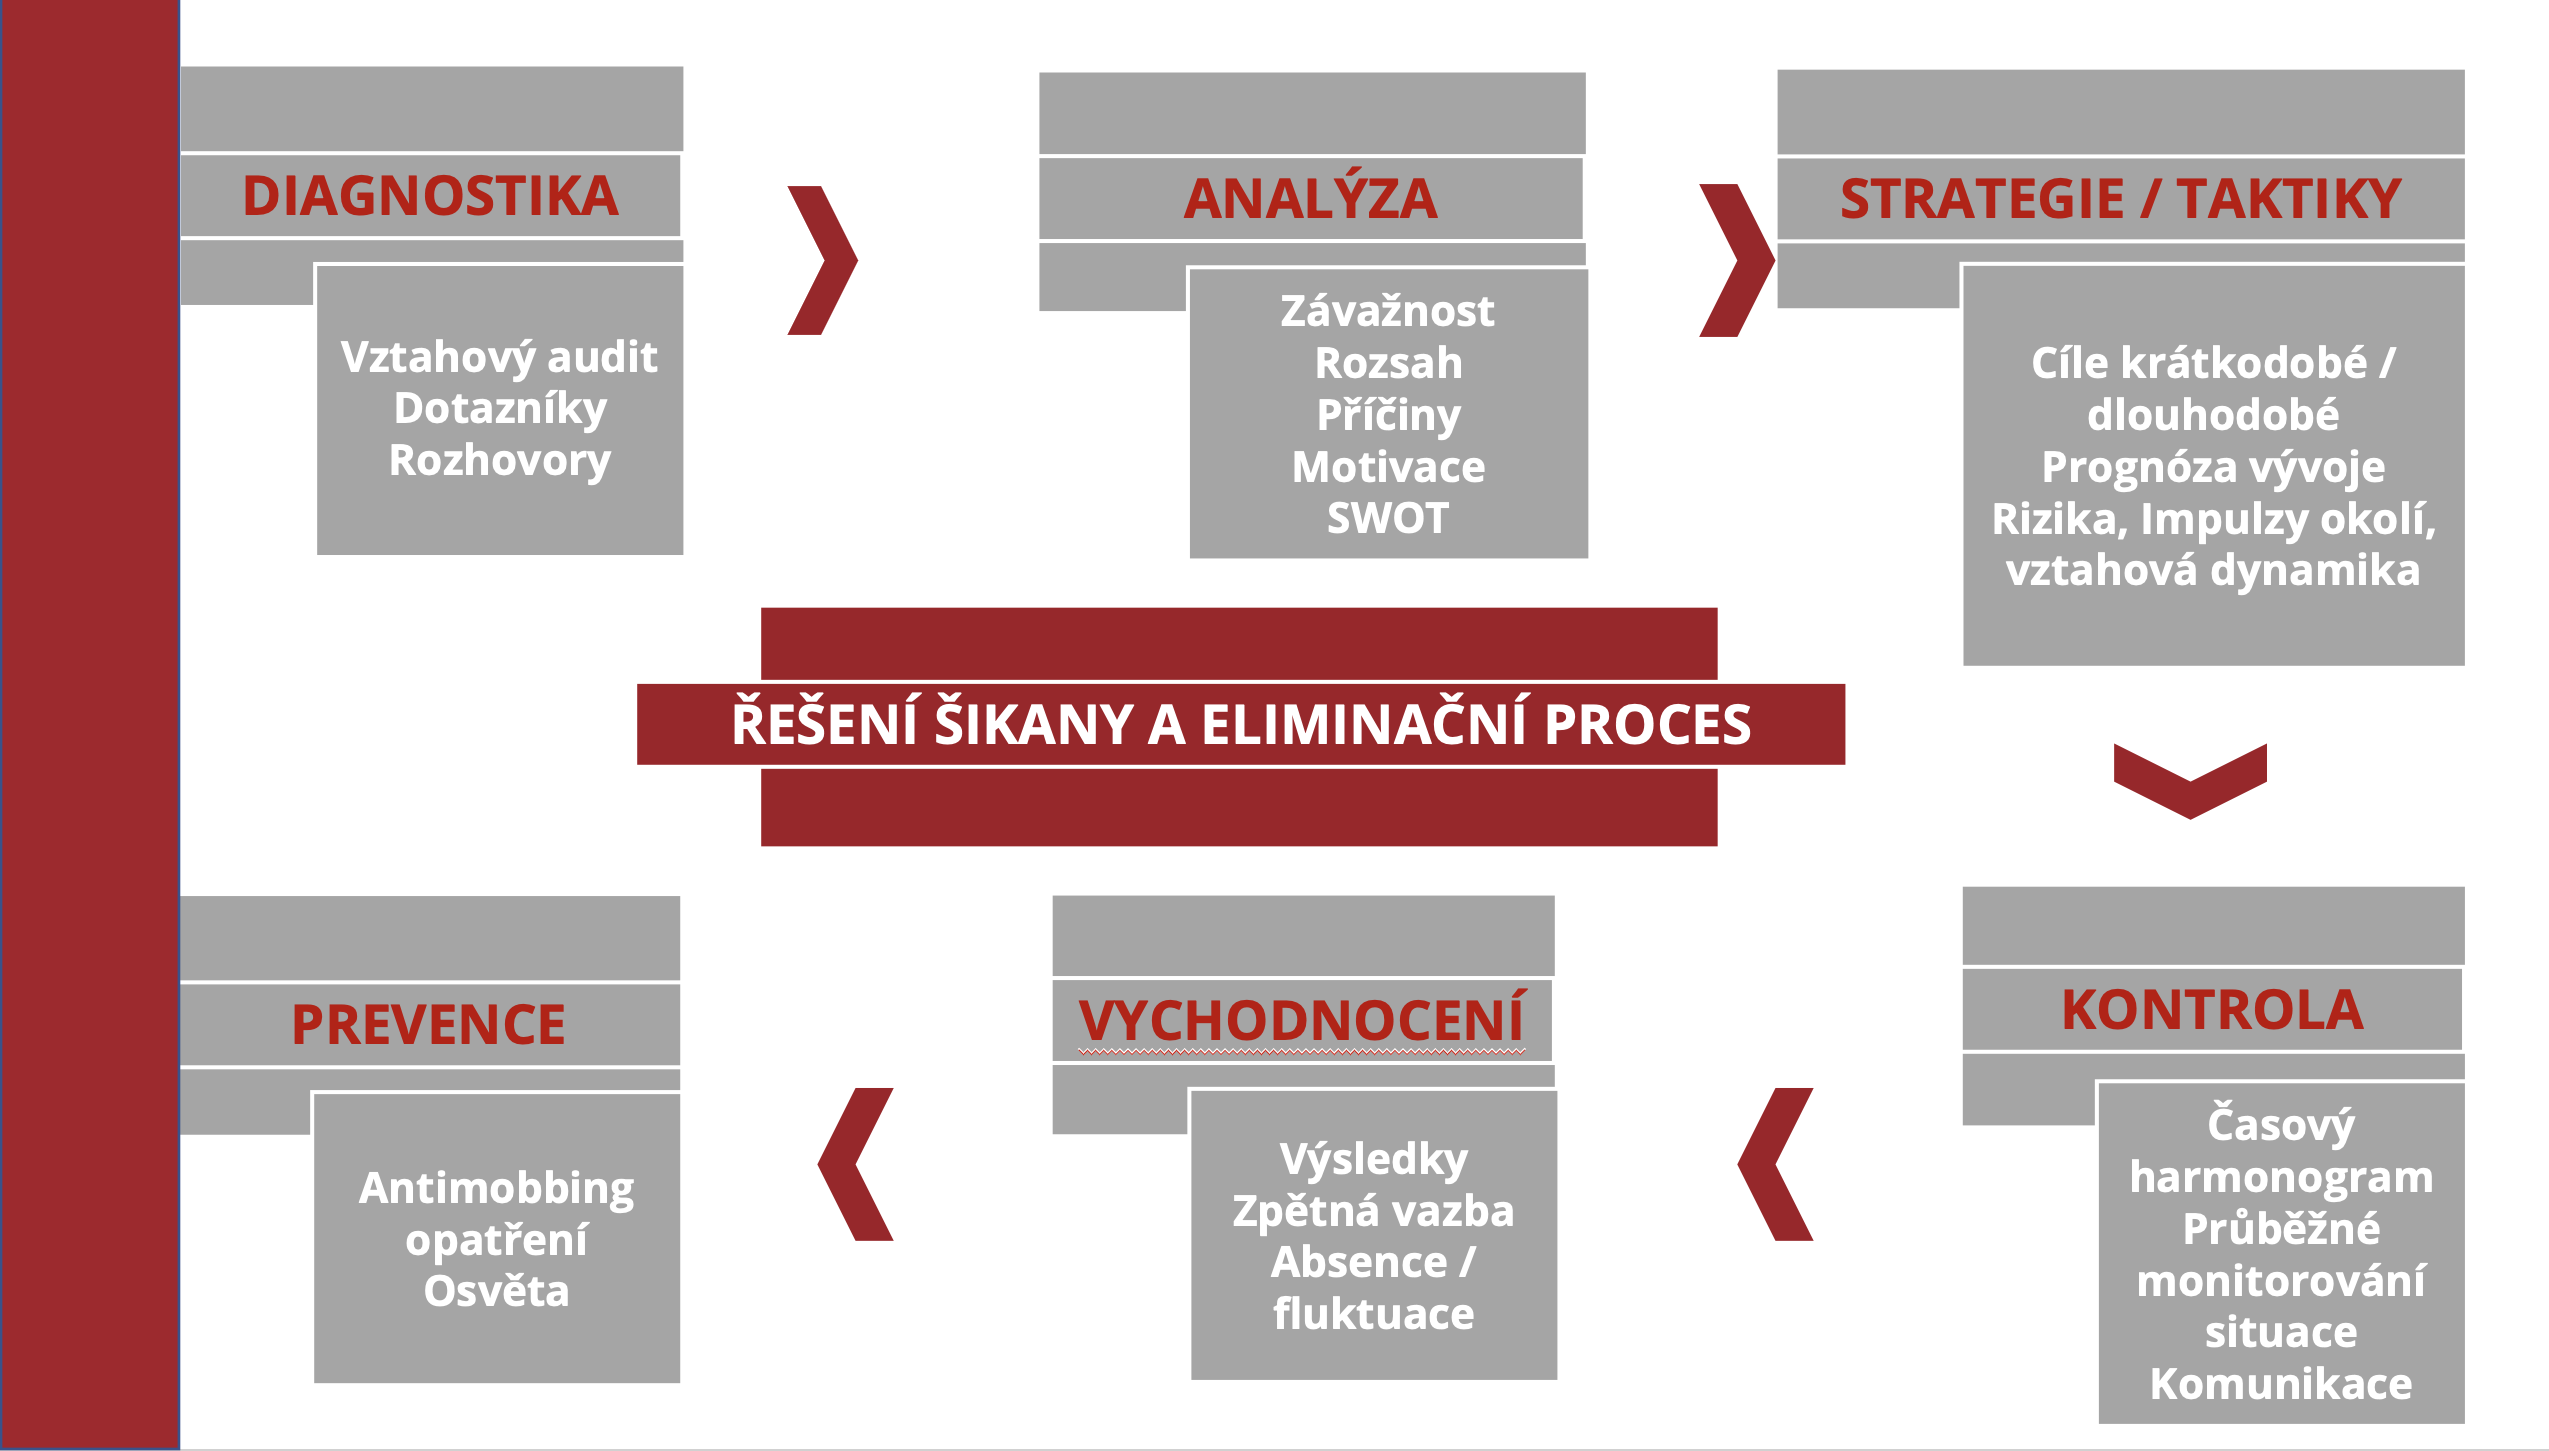 DIAGNOSTIKA
Vztahový audit
Dotazníky
Rozhovory
ANALÝZA
Závažnost
Rozsah
Příčiny
Motivace
SWOT
STRATEGIE / TAKTIKY
Cíle krátkodobé /
dlouhodobé
Prognóza vývoje
Rizika, Impulzy okolí,
vztahová dynamika
ŘEŠENÍ ŠIKANY A ELIMINAČNÍ PROCES
KONTROLA
Časový
harmonogram
Průběžné
monitorování
situace
Komunikace
VYCHODNOCENÍ
Výsledky
Zpětná vazba
Absence /
fluktuace
PREVENCE
Antimobbing
opatření
Osvěta